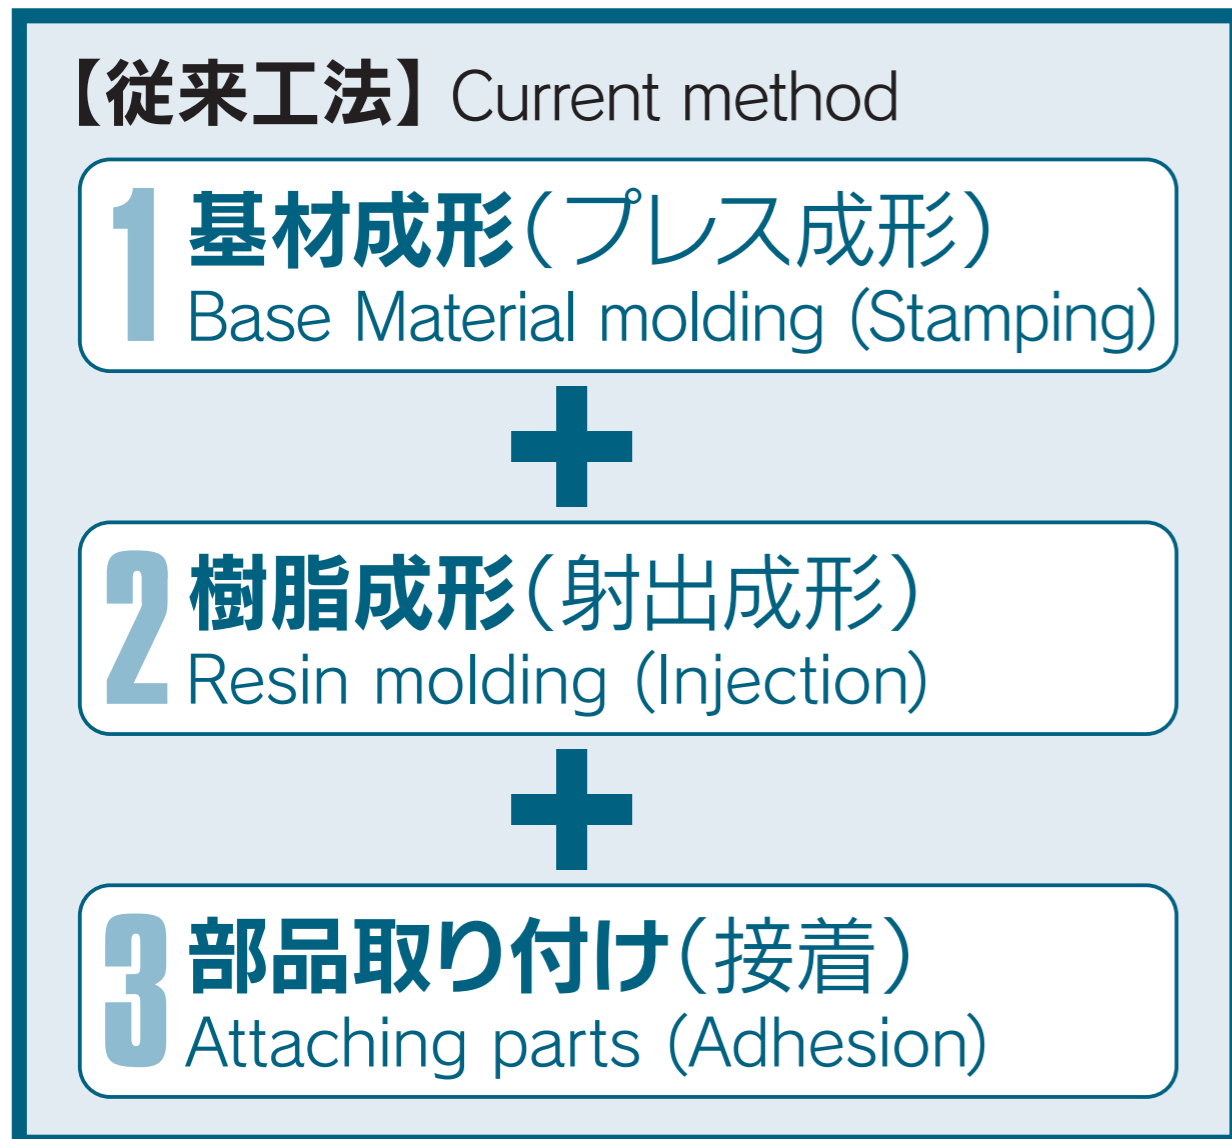 【従来工法】 Current method
1 基材成形（プレス成形）
Base Material molding (Stamping)
+
2 樹脂成形（射出成形）
Resin molding (Injection)
+
3 部品取り付け（接着）
Attaching parts (Adhesion)